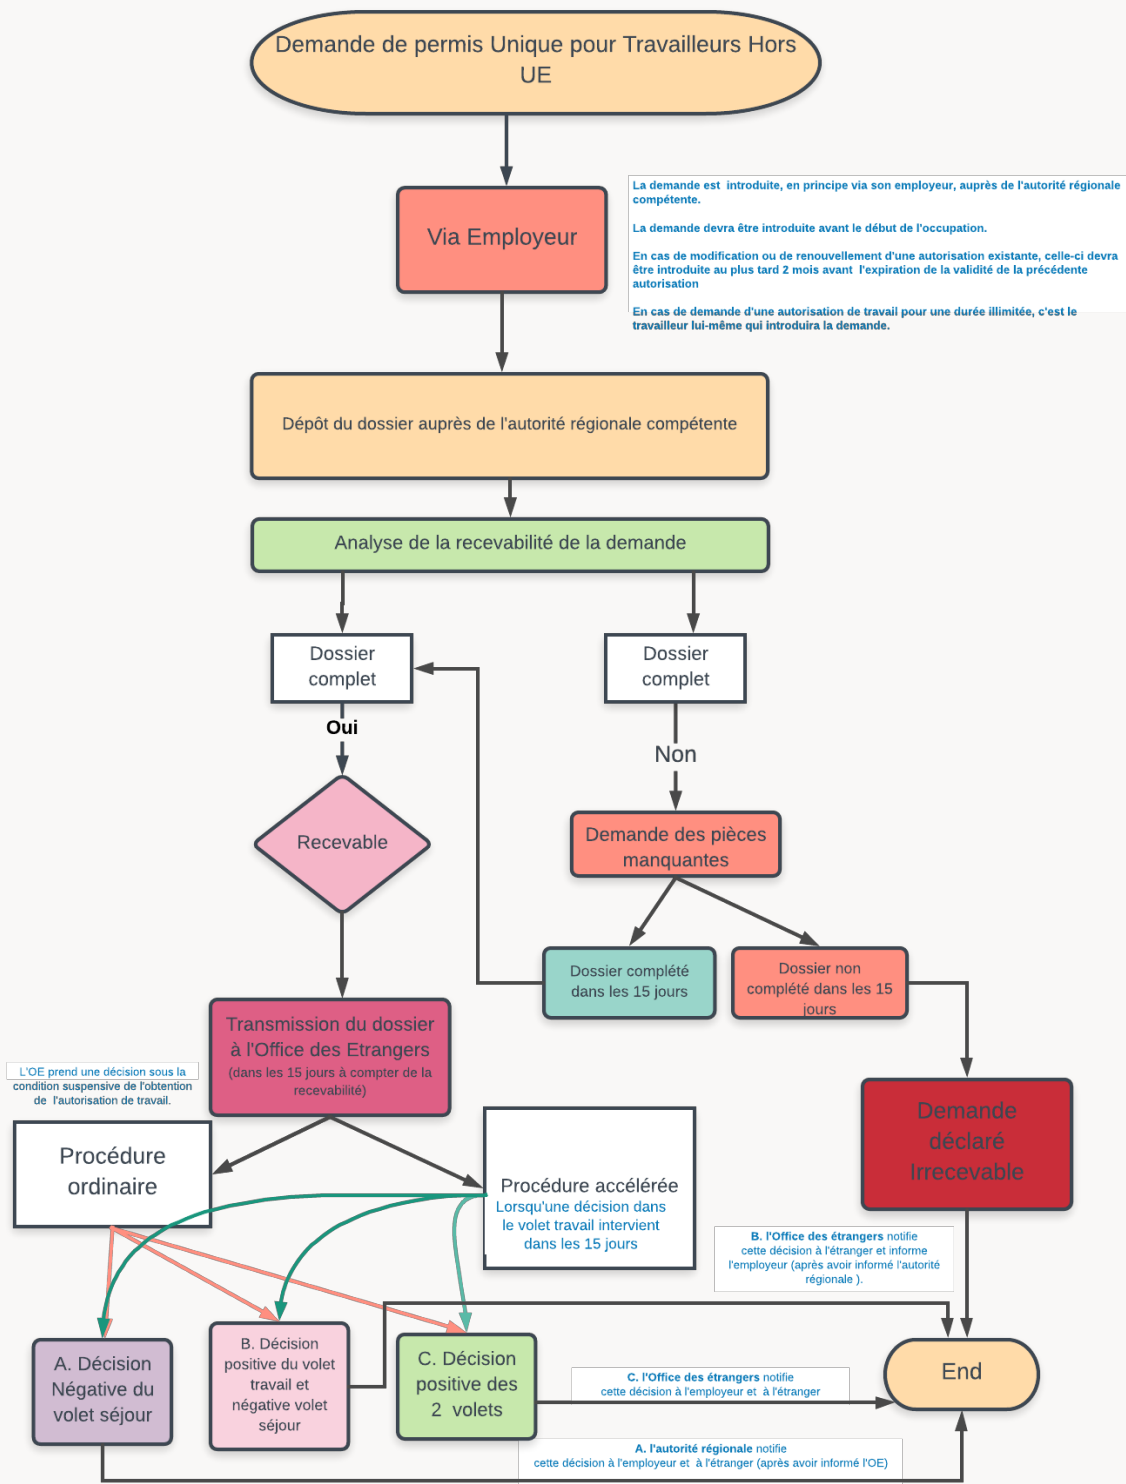 Demande de permis Unique pour Travailleurs Hors
UE
Via Employeur
La demande est introduite, en principe via son employeur, auprès de l'autorité régionale
compétente.
La demande devra être introduite avant le début de l'occupation.
En cas de modification ou de renouvellement d'une autorisation existante, celle-ci devra
être introduite au plus tard 2 mois avant l'expiration de la validité de la précédente
autorisation
En cas de demande d'une autorisation de travail pour une durée illimitée, c'est le
travailleur lui-même qui introduira la demande.
Dépôt du dossier auprès de l'autorité régionale compétente
Analyse de la recevabilité de la demande
Dossier
complet
Dossier
complet
Oui
Non
Recevable
Demande des pièces
manquantes
Dossier complété
dans les 15 jours
Dossier non
complété dans les 15
jours
Transmission du dossier
à l'Office des Etrangers
(dans les 15 jours à compter de la
recevabilité)
L'OE prend une décision sous la
condition suspensive de l'obtention
de l'autorisation de travail.
Procédure
ordinaire
Procédure accélérée
Lorsqu'une décision dans
le volet travail intervient
dans les 15 jours
Demande
déclaré
Irrecevable
B. l'Office des étrangers notifie
cette décision à l'étranger et informe
l'employeur (après avoir informé l'autorité
régionale ).
A. Décision
Négative du
volet séjour
B. Décision
positive du volet
travail et
négative volet
séjour
C. Décision
positive des
2 volets
C. l'Office des étrangers notifie
cette décision à l'employeur et à l'étranger
End
A. l'autorité régionale notifie
cette décision à l'employeur et à l'étranger (après avoir informé l'OE)